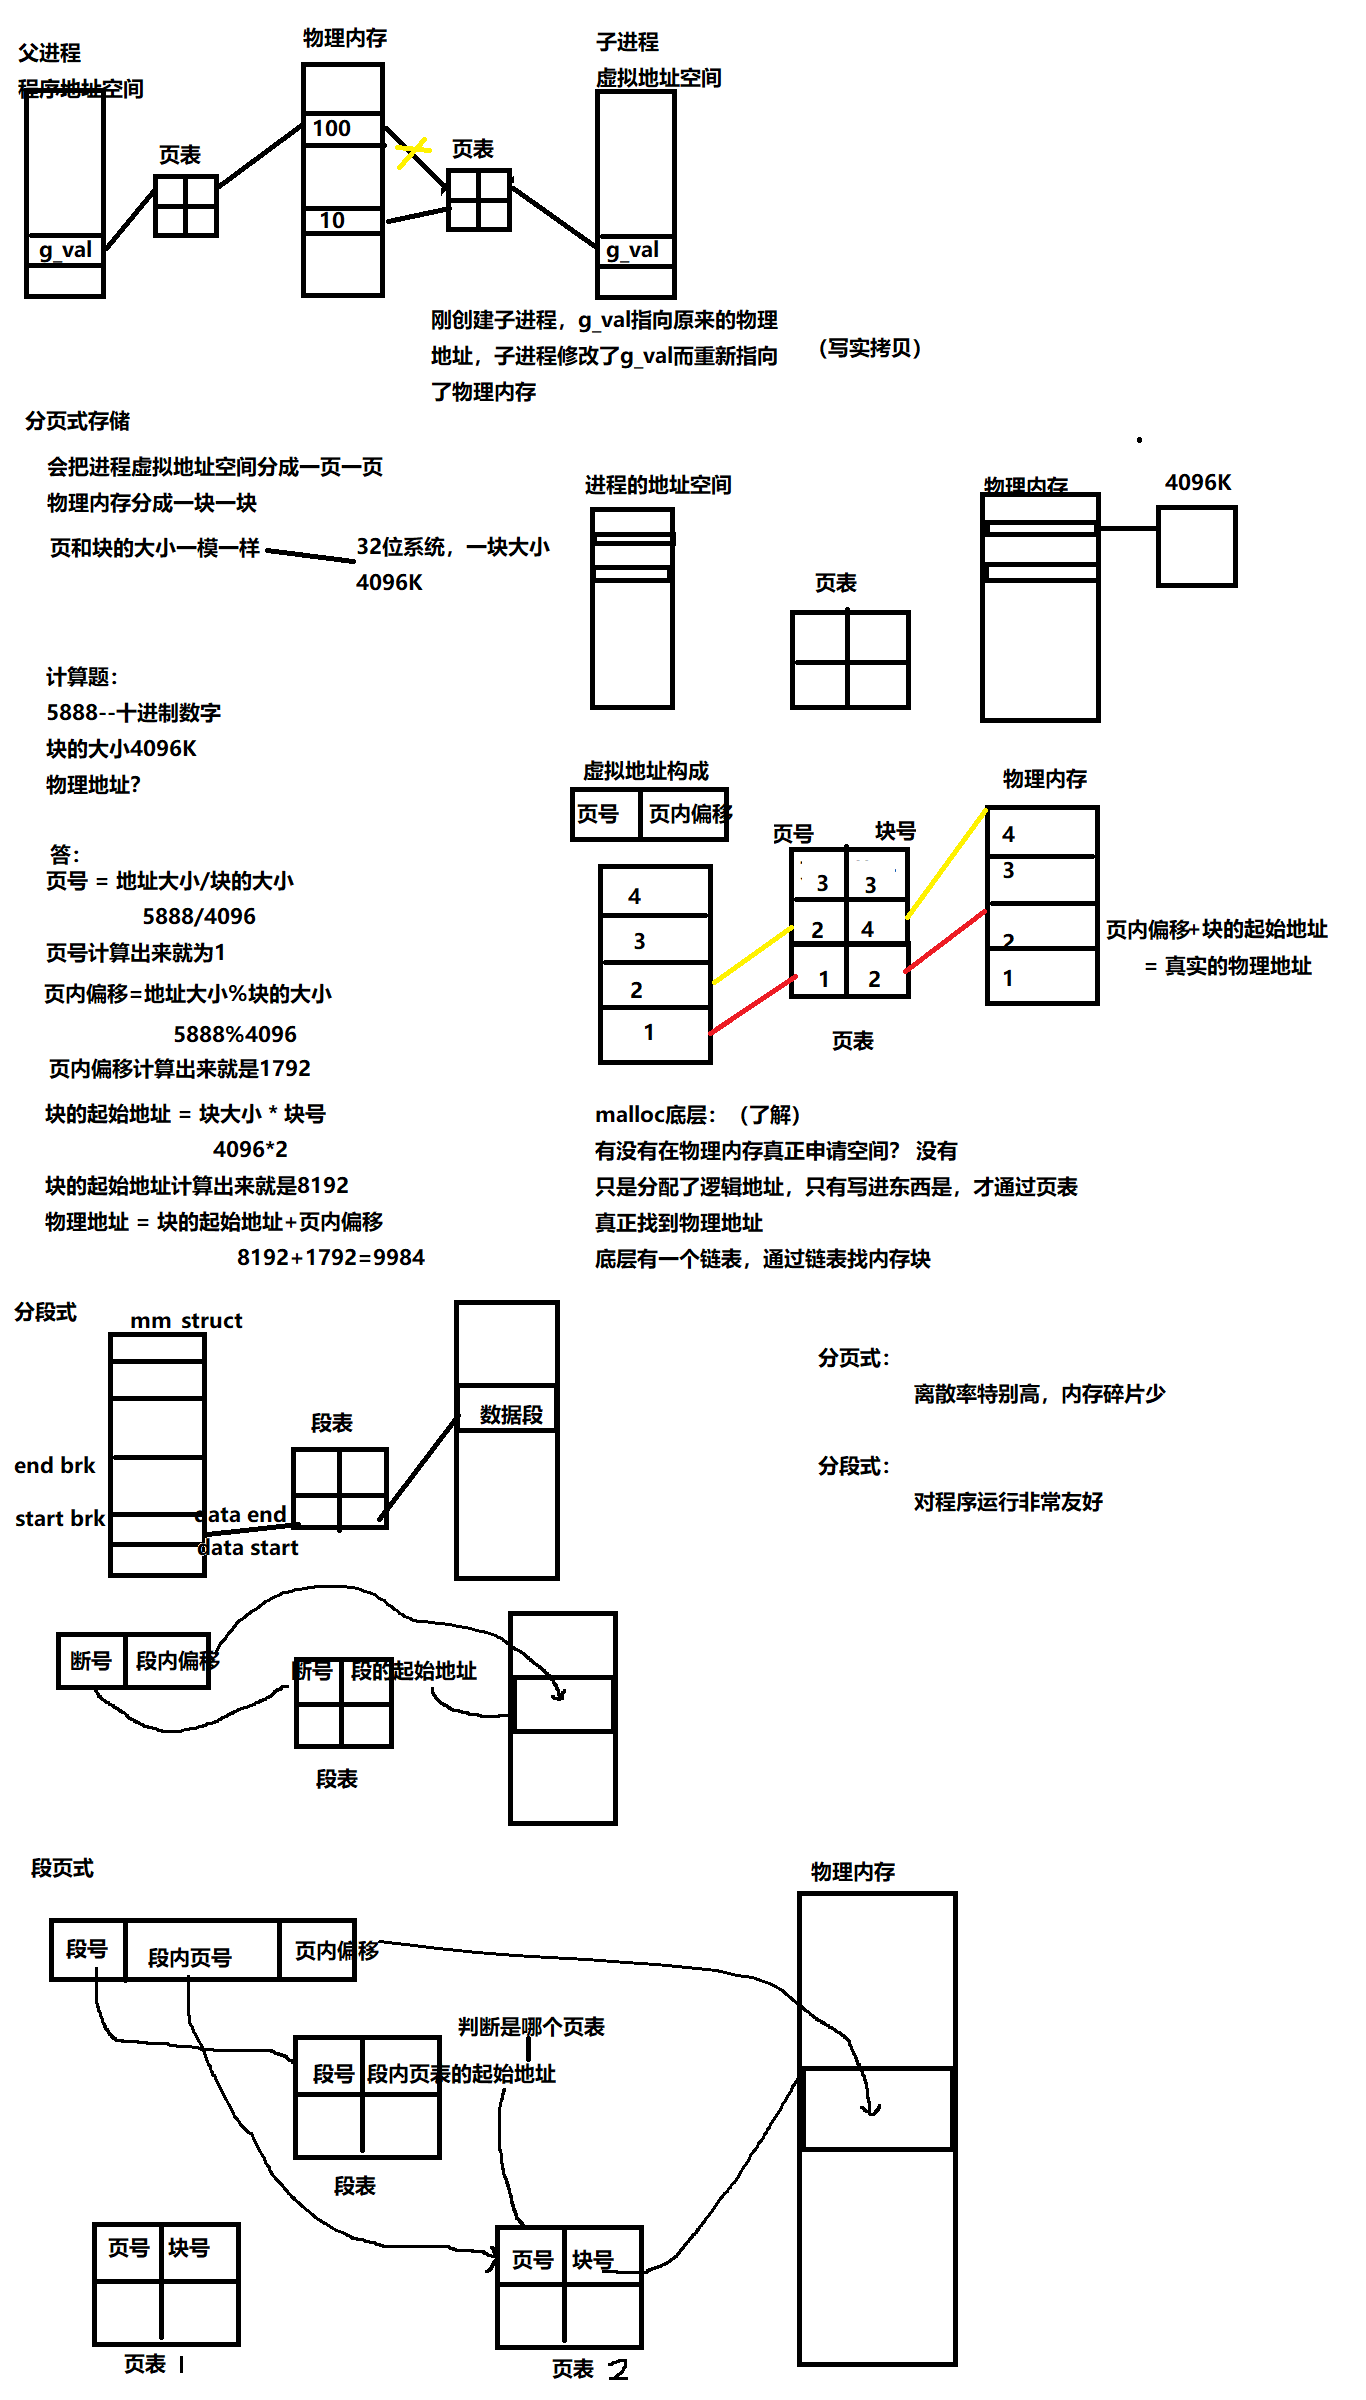 父进程
程序地址空间
物理内存
子进程
虚拟地址空间
100
页表
页表
10
g_val
g_val
刚创建子进程，g_val指向原来的物理
地址，子进程修改了g_val而重新指向
了物理内存
（写实拷贝）
分页式存储
会把进程虚拟地址空间分成一页一页
物理内存分成一块一块
页和块的大小一模一样
32位系统，一块大小
4096K
进程的地址空间
页表
物理内存
4096K
计算题：
5888--十进制数字
块的大小4096K
物理地址？
答：
页号 = 地址大小/块的大小
5888/4096
页号计算出来就为1
页内偏移=地址大小%块的大小
5888%4096
页内偏移计算出来就是1792
块的起始地址 = 块大小 * 块号
4096*2
块的起始地址计算出来就是8192
物理地址 = 块的起始地址+页内偏移
8192+1792=9984
虚拟地址构成
页号 页内偏移
4
3
2
1
页号 块号
3 3
2 4
1 2
页表
物理内存
4
3
2
1
页内偏移+块的起始地址
= 真实的物理地址
malloc底层：（了解）
有没有在物理内存真正申请空间？ 没有
只是分配了逻辑地址，只有写进东西是，才通过页表
真正找到物理地址
底层有一个链表，通过链表找内存块
分段式
mm_struct
end brk
start brk
data end
data start
段表
数据段
分页式：
离散率特别高，内存碎片少
分段式：
对程序运行非常友好
断号 段内偏移
断号 段的起始地址
段表
段页式
物理内存
段号 段内页号 页内偏移
判断是哪个页表
段号 段内页表的起始地址
段表
页号 块号
页表 1
页号 块号
页表 2